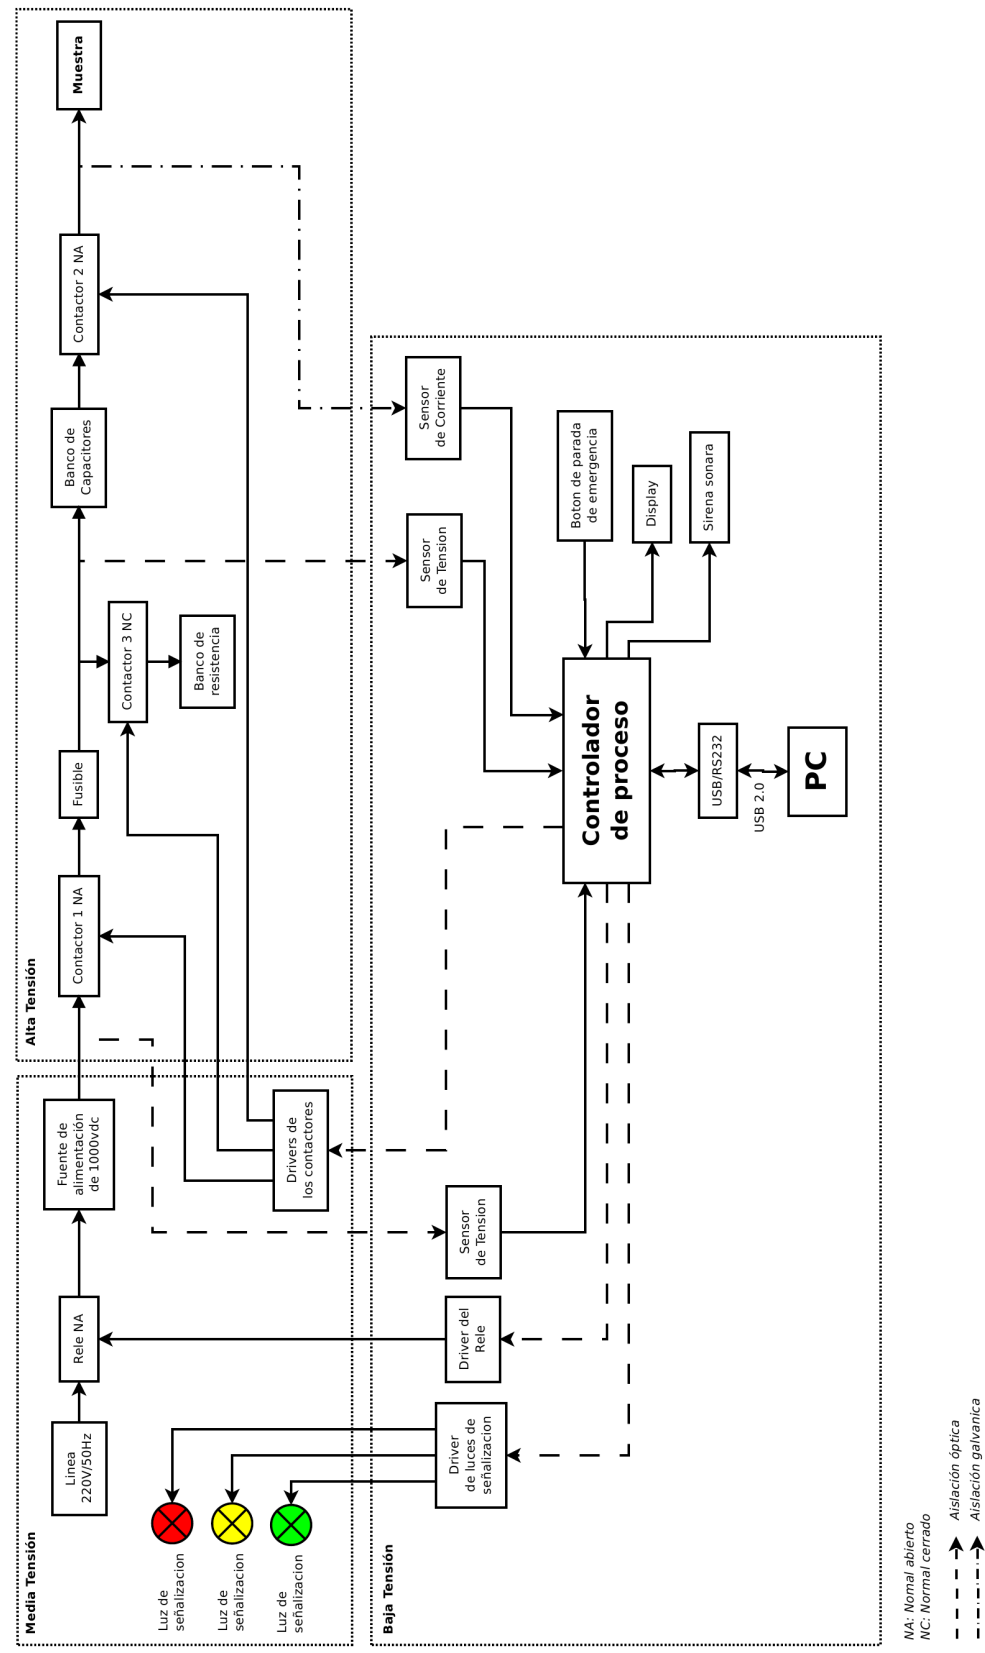 Alta Tensión
Contactor 1 NA
Fusible
Contactor 3 NC
Banco de
resistencia
Banco de
Capacitores
Contactor 2 NA
Muestra
Media Tensión
Linea
220V/50Hz
Rele NA
Fuente de
alimentación
de 1000vdc
Drivers de
los contactores
Luz de
señalizacion
Luz de
señalizacion
Luz de
señalizacion
Baja Tensión
Driver
de luces de
señalizacion
Driver del
Rele
Sensor
de Tension
Sensor
de Tension
Sensor
de Corriente
Controlador
de proceso
Boton de parada
de emergencia
Display
Sirena sonara
USB/RS232
USB 2.0
PC
NA: Nomal abierto
NC: Normal cerrado
Aislación óptica
Aislación galvanica